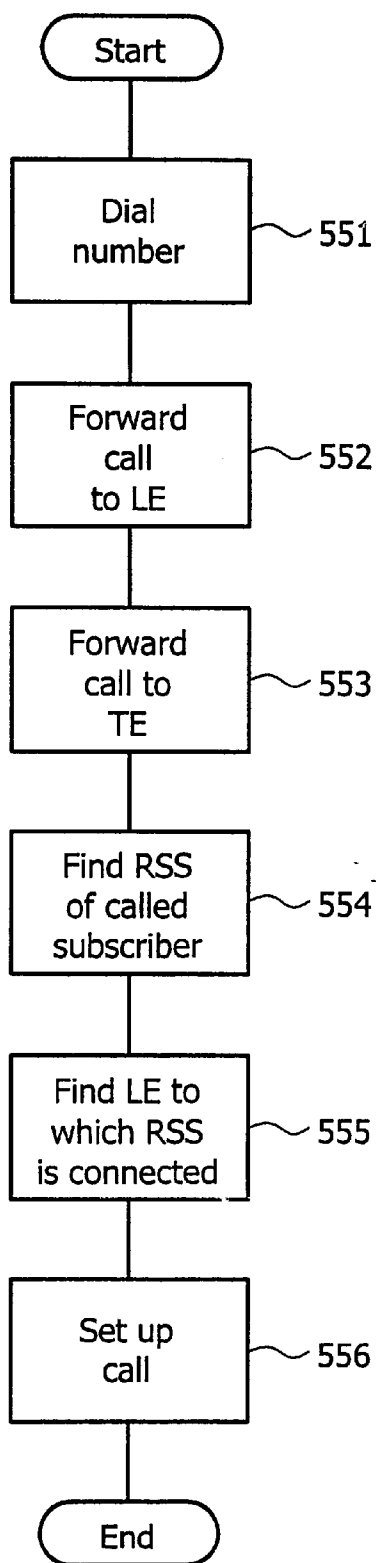 Start
Dial
number
551
Forward
call
to LE
552
Forward
call to
TE
553
Find RSS
of called
subscriber
554
Find LE to
which RSS
is connected
555
Set up
call
556
End